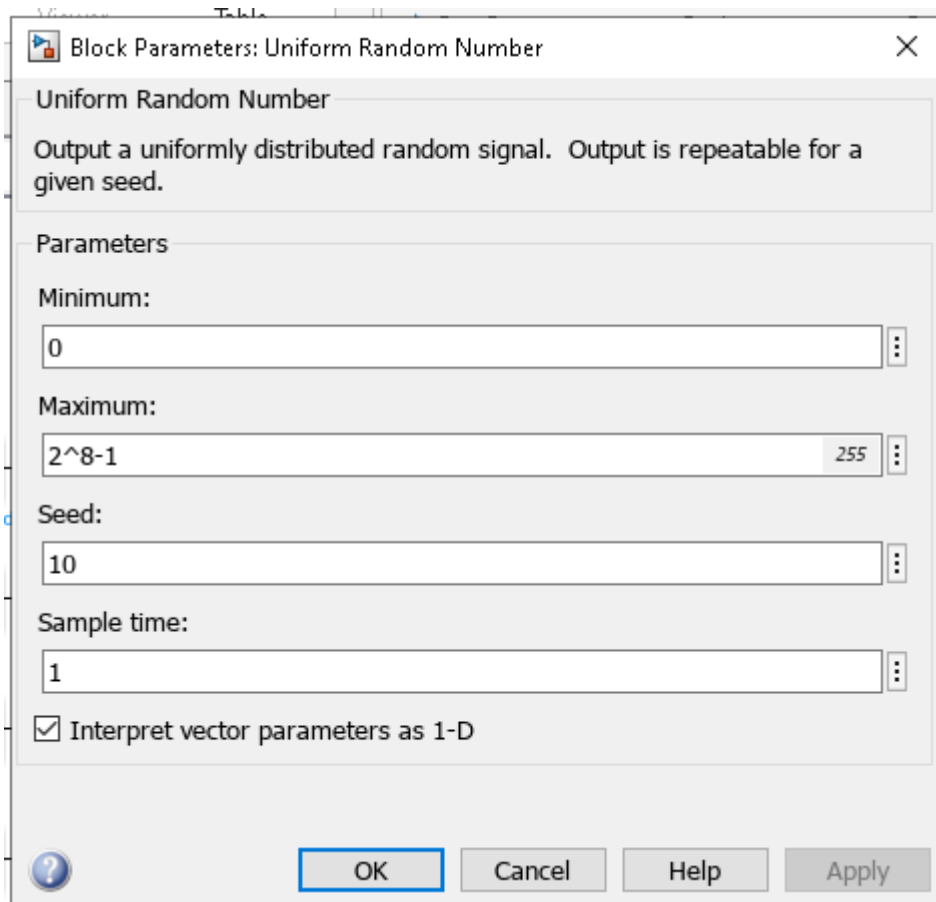 Viewer Table
Block Parameters: Uniform Random Number
Uniform Random Number
Output a uniformly distributed random signal. Output is repeatable for a
given seed.
Parameters
Minimum:
0
Maximum:
2^8-1 255
Seed:
10
Sample time:
1
Interpret vector parameters as 1-D
OK Cancel Help Apply